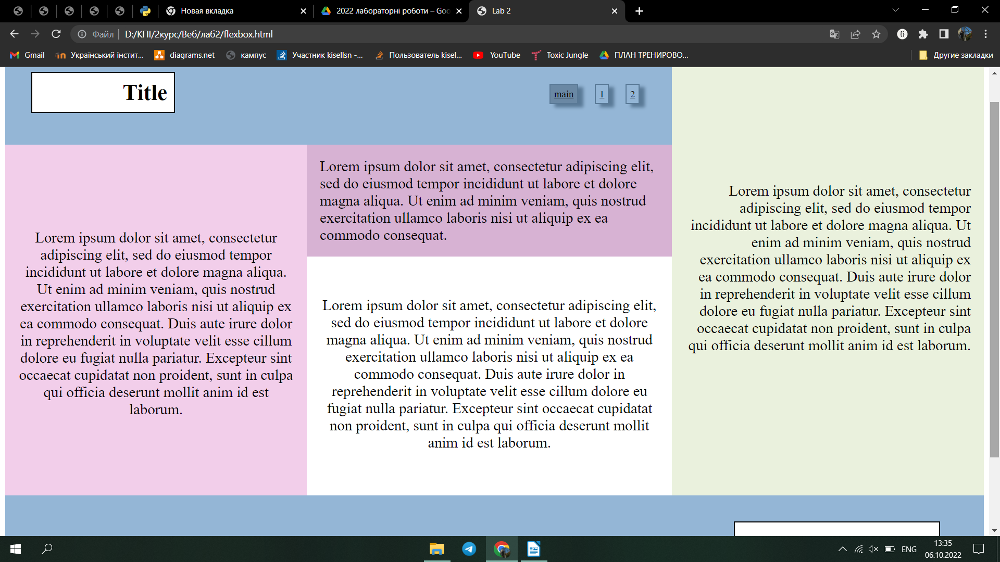 Новая вкладка
2022 лабораторні роботи – Goo
Lab 2
Файл
D:/КПІ/2курс/Веб/лаб2/flexbox.html
Gmail
Український інстит...
diagrams.net
кампус
Участник kisellsn -...
Пользователь kisel...
YouTube
Toxic Jungle
ПЛАН ТРЕНИРОВО...
Другие закладки
Title
main
1
2
Lorem ipsum dolor sit amet, consectetur
adipiscing elit, sed do eiusmod tempor
incididunt ut labore et dolore magna aliqua.
Ut enim ad minim veniam, quis nostrud
exercitation ullamco laboris nisi ut aliquip ex
ea commodo consequat. Duis aute irure dolor
in reprehenderit in voluptate velit esse cillum
dolore eu fugiat nulla pariatur. Excepteur sint
occaecat cupidatat non proident, sunt in culpa
qui officia deserunt mollit anim id est
laborum.
Lorem ipsum dolor sit amet, consectetur adipiscing elit,
sed do eiusmod tempor incididunt ut labore et dolore
magna aliqua. Ut enim ad minim veniam, quis nostrud
exercitation ullamco laboris nisi ut aliquip ex ea
commodo consequat.
Lorem ipsum dolor sit amet, consectetur adipiscing elit,
sed do eiusmod tempor incididunt ut labore et dolore
magna aliqua. Ut enim ad minim veniam, quis nostrud
exercitation ullamco laboris nisi ut aliquip ex ea
commodo consequat. Duis aute irure dolor in
reprehenderit in voluptate velit esse cillum dolore eu
fugiat nulla pariatur. Excepteur sint occaecat cupidatat
non proident, sunt in culpa qui officia deserunt mollit
anim id est laborum.
Lorem ipsum dolor sit amet, consectetur
adipiscing elit, sed do eiusmod tempor
incididunt ut labore et dolore magna aliqua. Ut
enim ad minim veniam, quis nostrud
exercitation ullamco laboris nisi ut aliquip ex
ea commodo consequat. Duis aute irure dolor
in reprehenderit in voluptate velit esse cillum
dolore eu fugiat nulla pariatur. Excepteur sint
occaecat cupidatat non proident, sunt in culpa
qui officia deserunt mollit anim id est laborum.
ENG
13:35
06.10.2022